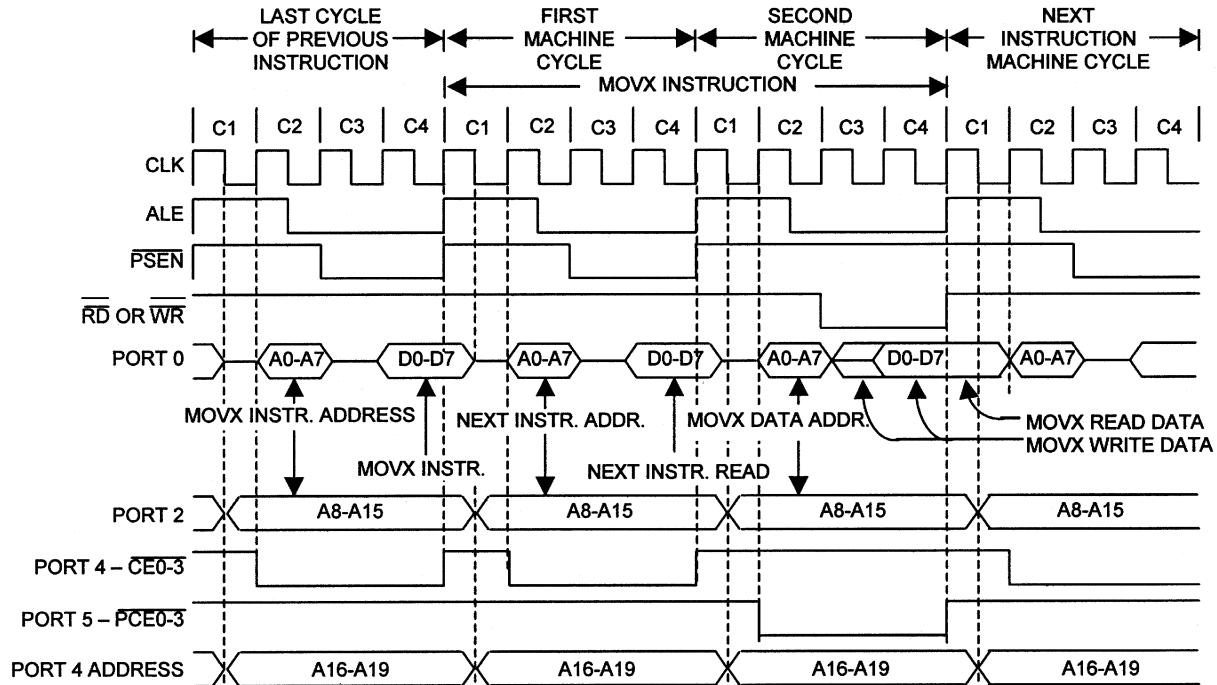 LAST CYCLE OF PREVIOUS INSTRUCTION
FIRST MACHINE CYCLE
SECOND MACHINE CYCLE
NEXT INSTRUCTION MACHINE CYCLE
MOVX INSTRUCTION
C1 C2 C3 C4 C1 C2 C3 C4 C1 C2 C3 C4 C1 C2 C3 C4
CLK
ALE
PSEN
RD OR WR
PORT 0 A0-A7 D0-D7 A0-A7 D0-D7 A0-A7 D0-D7 A0-A7
MOVX INSTR. ADDRESS NEXT INSTR. ADDR. MOVX DATA ADDR. MOVX READ DATA
MOVX WRITE DATA
MOVX INSTR. NEXT INSTR. READ
PORT 2 A8-A15 A8-A15 A8-A15 A8-A15
PORT 4 – CE0-3
PORT 5 – PCE0-3
PORT 4 ADDRESS A16-A19 A16-A19 A16-A19 A16-A19